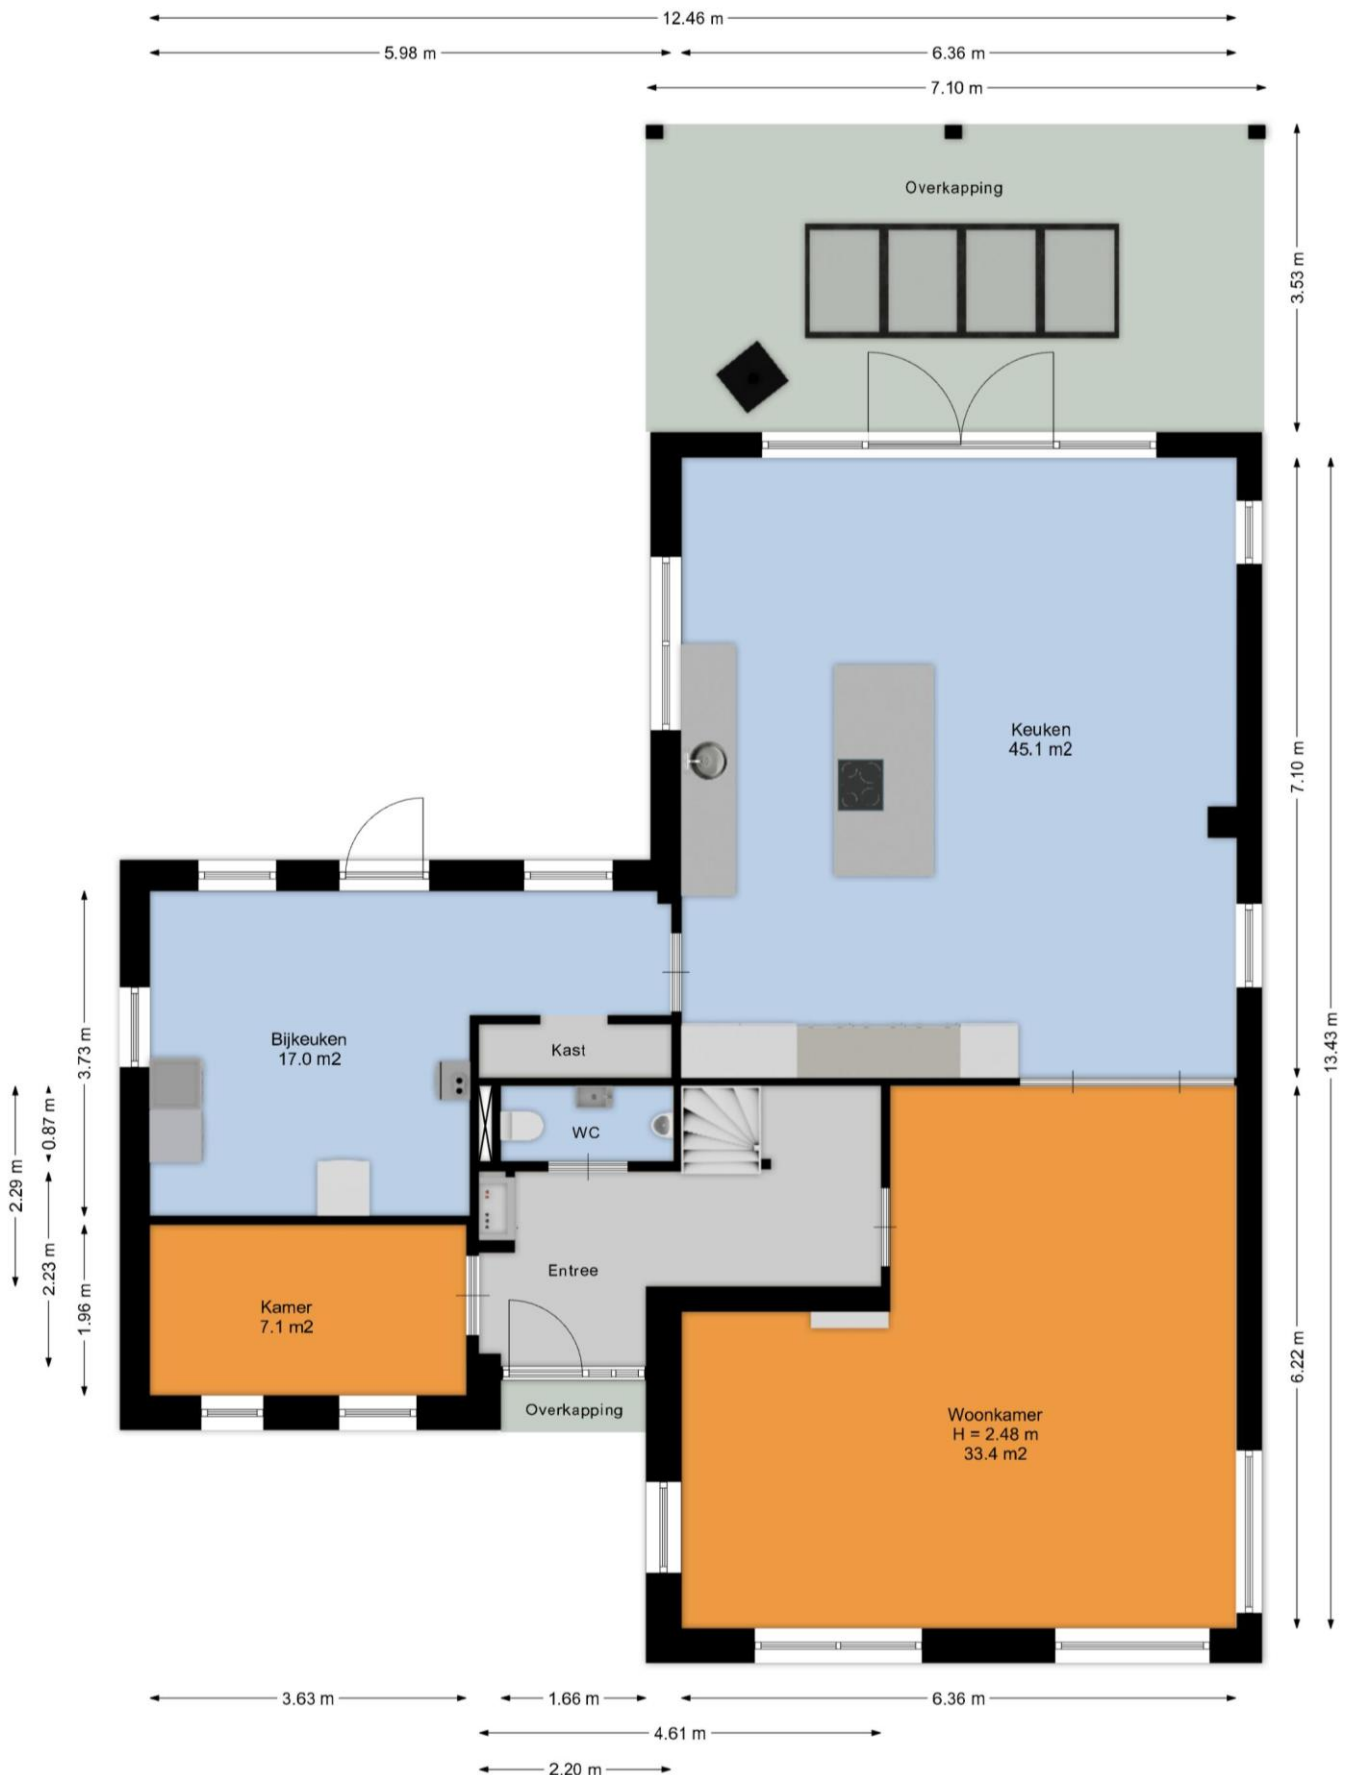 12.46 m
5.98 m
6.36 m
7.10 m
Overkapping
3.53 m
Keuken
45.1 m2
7.10 m
13.43 m
Bijkeuken
17.0 m2
3.73 m
Kast
WC
0.87 m
2.29 m
2.23 m
1.96 m
Entree
Kamer
7.1 m2
Overkapping
Woonkamer
H = 2.48 m
33.4 m2
6.22 m
3.63 m
1.66 m
6.36 m
4.61 m
2.20 m